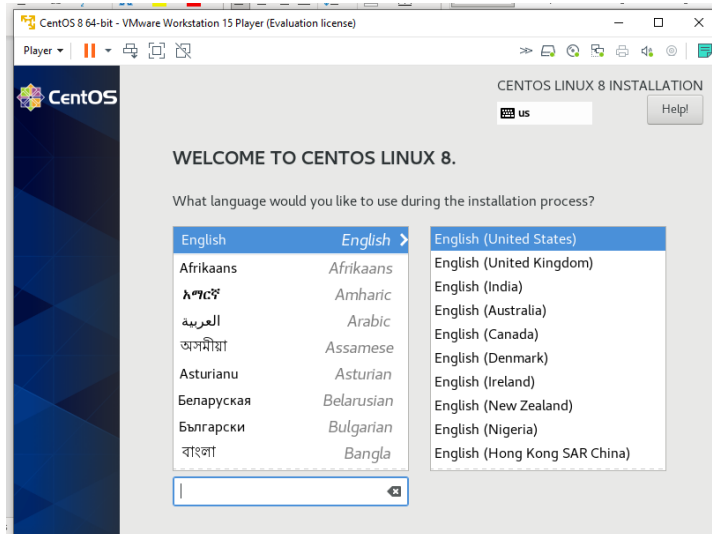 CentOS 8 64-bit - VMware Workstation 15 Player (Evaluation license)
Player
CentOS
CENTOS LINUX 8 INSTALLATION
us
Help!
WELCOME TO CENTOS LINUX 8.
What language would you like to use during the installation process?
English English
Afrikaans Afrikaans
አማርኛ Amharic
العربية Arabic
অসমীয়া Assamese
Asturianu Asturian
Беларуская Belarusian
Български Bulgarian
বাংলা Bangla
English (United States)
English (United Kingdom)
English (India)
English (Australia)
English (Canada)
English (Denmark)
English (Ireland)
English (New Zealand)
English (Nigeria)
English (Hong Kong SAR China)